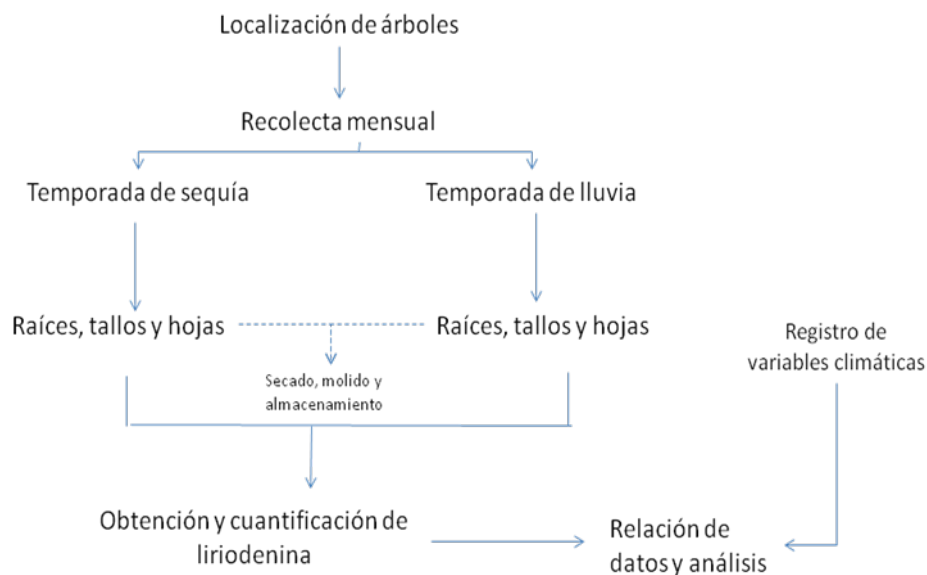 Localización de árboles
Recolecta mensual
Temporada de sequía
Temporada de lluvia
Raíces, tallos y hojas
Raíces, tallos y hojas
Registro de
variables climáticas
Secado, molido y
almacenamiento
Obtención y cuantificación de
liriodenina
Relación de
datos y análisis